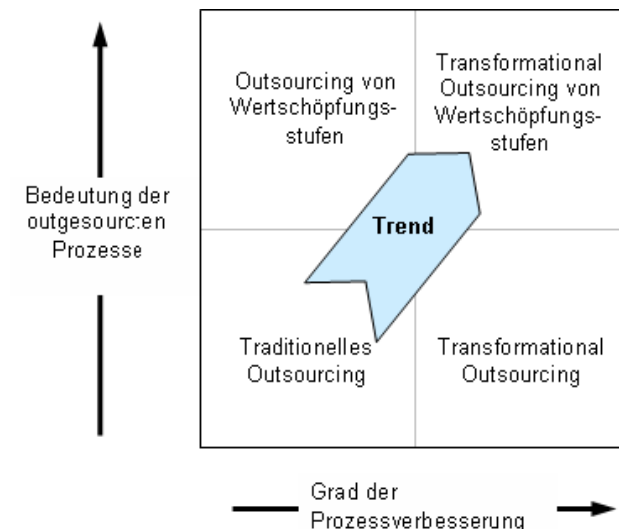 Outsourcing von
Wertschöpfungs-
stufen
Transformational
Outsourcing von
Wertschöpfungs-
stufen
Bedeutung der
outgesourcten
Prozesse
Trend
Traditionelles
Outsourcing
Transformational
Outsourcing
Grad der
Prozessverbesserung